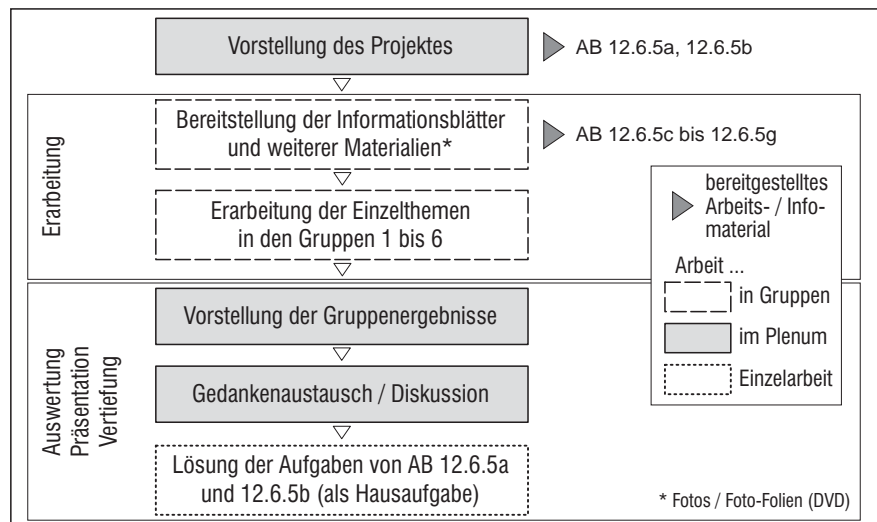 Vorstellung des Projektes
AB 12.6.5a, 12.6.5b
Erarbeitung
Bereitstellung der Informationsblätter
und weiterer Materialien*
AB 12.6.5c bis 12.6.5g
Erarbeitung der Einzelthemen
in den Gruppen 1 bis 6
bereitgestelltes
Arbeits- / Info-
material
Arbeit ...
in Gruppen
im Plenum
Einzelarbeit
Auswertung
Präsentation
Vertiefung
Vorstellung der Gruppenergebnisse
Gedankenaustausch / Diskussion
Lösung der Aufgaben von AB 12.6.5a
und 12.6.5b (als Hausaufgabe)
* Fotos / Foto-Folien (DVD)